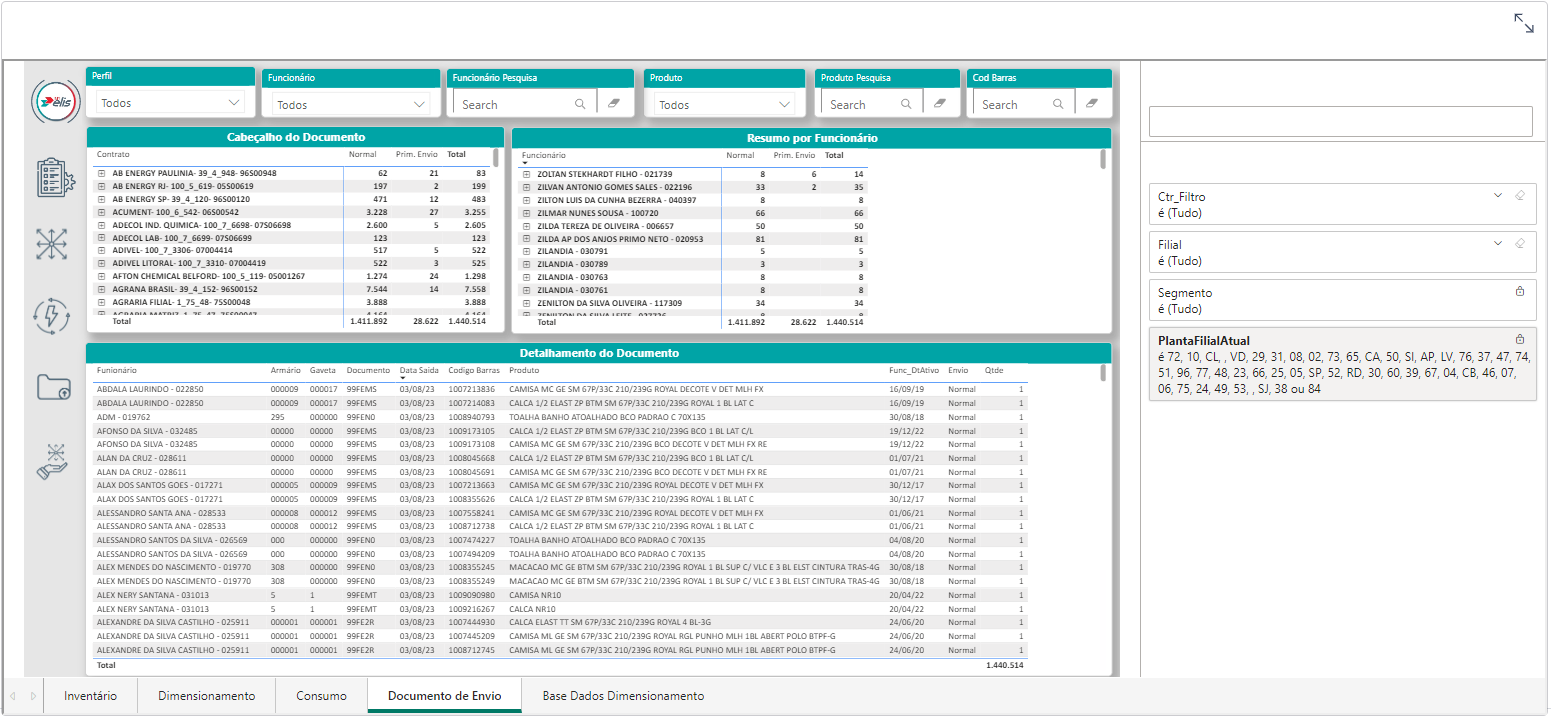 Perfil
Funcionário
Funcionário Pesquisa
Produto
Produto Pesquisa
Cod Barras
elis
Todos
Todos
Search
Todos
Search
Search
Cabeçalho do Documento
Contrato Normal Prim. Envio Total
AB ENERGY PAULINIA- 39_4_948- 96S00948 62 21 83
AB ENERGY RJ- 100_5_619- 05S00619 197 2 199
AB ENERGY SP- 39_4_120- 96S00120 471 12 483
ACUMENT- 100_6_542- 06S00542 3.228 27 3.255
ADECOL IND. QUIMICA- 100_7_6698- 07S06698 2.600 5 2.605
ADECOL LAB- 100_7_6699- 07S06699 123 123
ADIVEL- 100_7_3306- 07004414 517 5 522
ADIVEL LITORAL- 100_7_3310- 07004419 522 3 525
AFTON CHEMICAL BELFORD- 100_5_119- 05S001267 1.274 24 1.298
AGRANA BRASIL- 39_4_152- 96S00152 7.544 14 7.558
AGRARIA FILIAL- 1_75_48- 75S00048 3.888 3.888
Total 1.411.892 28.622 1.440.514
Resumo por Funcionário
Funcionário Normal Prim. Envio Total
ZOLTAN STEKHARDT FILHO - 021739 8 6 14
ZILVAN ANTONIO GOMES SALES - 022196 33 2 35
ZILTON LUIS DA CUNHA BEZERRA - 040397 8 8
ZILMAR NUNES SOUSA - 100720 66 66
ZILDA TEREZA DE OLIVEIRA - 006657 50 50
ZILDA AP DOS ANJOS PRIMO NETO - 020953 81 81
ZILANDIA - 030791 5 5
ZILANDIA - 030789 3 3
ZILANDIA - 030763 8 8
ZILANDIA - 030761 8 8
ZENILTON DA SILVA OLIVEIRA - 117309 34 34
Total 1.411.892 28.622 1.440.514
Detalhamento do Documento
Funionário Armário Gaveta Documento Data Saída Codigo Barras Produto Func_DtAtivo Envio Qtde
ABDALA LAURINDO - 022850 000009 000017 99FEMS 03/08/23 1007213836 CAMISA MC GE SM 67P/33C 210/239G ROYAL DECOTE V DET MLH FX 16/09/19 Normal 1
ABDALA LAURINDO - 022850 000009 000017 99FEMS 03/08/23 1007214083 CALCA 1/2 ELAST ZP BTM SM 67P/33C 210/239G ROYAL 1 BL LAT C 16/09/19 Normal 1
ADM - 019762 295 000000 99FEN0 03/08/23 1008940793 TOALHA BANHO ATOALHADO BCO PADRAO C 70X135 30/08/18 Normal 1
AFONSO DA SILVA - 032485 00000 00000 99FEMS 03/08/23 1009173105 CALCA 1/2 ELAST ZP BTM SM 67P/33C 210/239G BCO 1 BL LAT C/L 19/12/22 Normal 1
AFONSO DA SILVA - 032485 00000 00000 99FEMS 03/08/23 1009173108 CAMISA MC GE SM 67P/33C 210/239G BCO DECOTE V DET MLH FX RE 19/12/22 Normal 1
ALAN DA CRUZ - 028611 00000 00000 99FEMS 03/08/23 1008045668 CALCA 1/2 ELAST ZP BTM SM 67P/33C 210/239G BCO 1 BL LAT C/L 01/07/21 Normal 1
ALAN DA CRUZ - 028611 00000 00000 99FEMS 03/08/23 1008045691 CAMISA MC GE SM 67P/33C 210/239G BCO DECOTE V DET MLH FX RE 01/07/21 Normal 1
ALAX DOS SANTOS GOES - 017271 000005 000009 99FEMS 03/08/23 1007213663 CAMISA MC GE SM 67P/33C 210/239G ROYAL DECOTE V DET MLH FX 30/12/17 Normal 1
ALAX DOS SANTOS GOES - 017271 000005 000009 99FEMS 03/08/23 1008355626 CALCA 1/2 ELAST ZP BTM SM 67P/33C 210/239G ROYAL 1 BL LAT C 30/12/17 Normal 1
ALESSANDRO SANTA ANA - 028533 000008 000012 99FEMS 03/08/23 1007558241 CAMISA MC GE SM 67P/33C 210/239G ROYAL DECOTE V DET MLH FX 01/06/21 Normal 1
ALESSANDRO SANTA ANA - 028533 000008 000012 99FEMS 03/08/23 1008712738 CALCA 1/2 ELAST ZP BTM SM 67P/33C 210/239G ROYAL 1 BL LAT C 01/06/21 Normal 1
ALESSANDRO SANTOS DA SILVA - 026569 000 000000 99FEN0 03/08/23 1007474227 TOALHA BANHO ATOALHADO BCO PADRAO C 70X135 04/08/20 Normal 1
ALESSANDRO SANTOS DA SILVA - 026569 000 000000 99FEN0 03/08/23 1007494209 TOALHA BANHO ATOALHADO BCO PADRAO C 70X135 04/08/20 Normal 1
ALEX MENDES DO NASCIMENTO - 019770 308 000000 99FEN0 03/08/23 1008355245 MACACAO MC GE BTM SM 67P/33C 210/239G ROYAL 1 BL SUP C/ VLC E 3 BL ELST CINTURA TRAS-4G 30/08/18 Normal 1
ALEX MENDES DO NASCIMENTO - 019770 308 000000 99FEN0 03/08/23 1008355249 MACACAO MC GE BTM SM 67P/33C 210/239G ROYAL 1 BL SUP C/ VLC E 3 BL ELST CINTURA TRAS-4G 30/08/18 Normal 1
ALEX NERY SANTANA - 031013 5 1 99FEMT 03/08/23 1009090980 CAMISA NR10 20/04/22 Normal 1
ALEX NERY SANTANA - 031013 5 1 99FEMT 03/08/23 1009216267 CALCA NR10 20/04/22 Normal 1
ALEXANDRE DA SILVA CASTILHO - 025911 000001 000001 99FE2R 03/08/23 1007444930 CALCA ELAST TT SM 67P/33C 210/239G ROYAL 4 BL-3G 24/06/20 Normal 1
ALEXANDRE DA SILVA CASTILHO - 025911 000001 000001 99FE2R 03/08/23 1007445209 CAMISA ML GE SM 67P/33C 210/239G ROYAL RGL PUNHO MLH 1BL ABERT POLO BTPF-G 24/06/20 Normal 1
ALEXANDRE DA SILVA CASTILHO - 025911 000001 000001 99FE2R 03/08/23 1008712745 CAMISA ML GE SM 67P/33C 210/239G ROYAL RGL PUNHO MLH 1BL ABERT POLO BTPF-G 24/06/20 Normal 1
Total 1.440.514
Ctr_Filtro
é (Tudo)
Filial
é (Tudo)
Segmento
é (Tudo)
PlantaFilialAtual
é 72, 10, CL, , VD, 29, 31, 08, 02, 73, 65, CA, 50, SI, AP, LV, 76, 37, 47, 74,
51, 96, 77, 48, 23, 66, 25, 05, SP, 52, RD, 30, 60, 39, 67, 04, CB, 46, 07,
06, 75, 24, 49, 53, , SJ, 38 ou 84
Inventário
Dimensionamento
Consumo
Documento de Envio
Base Dados Dimensionamento